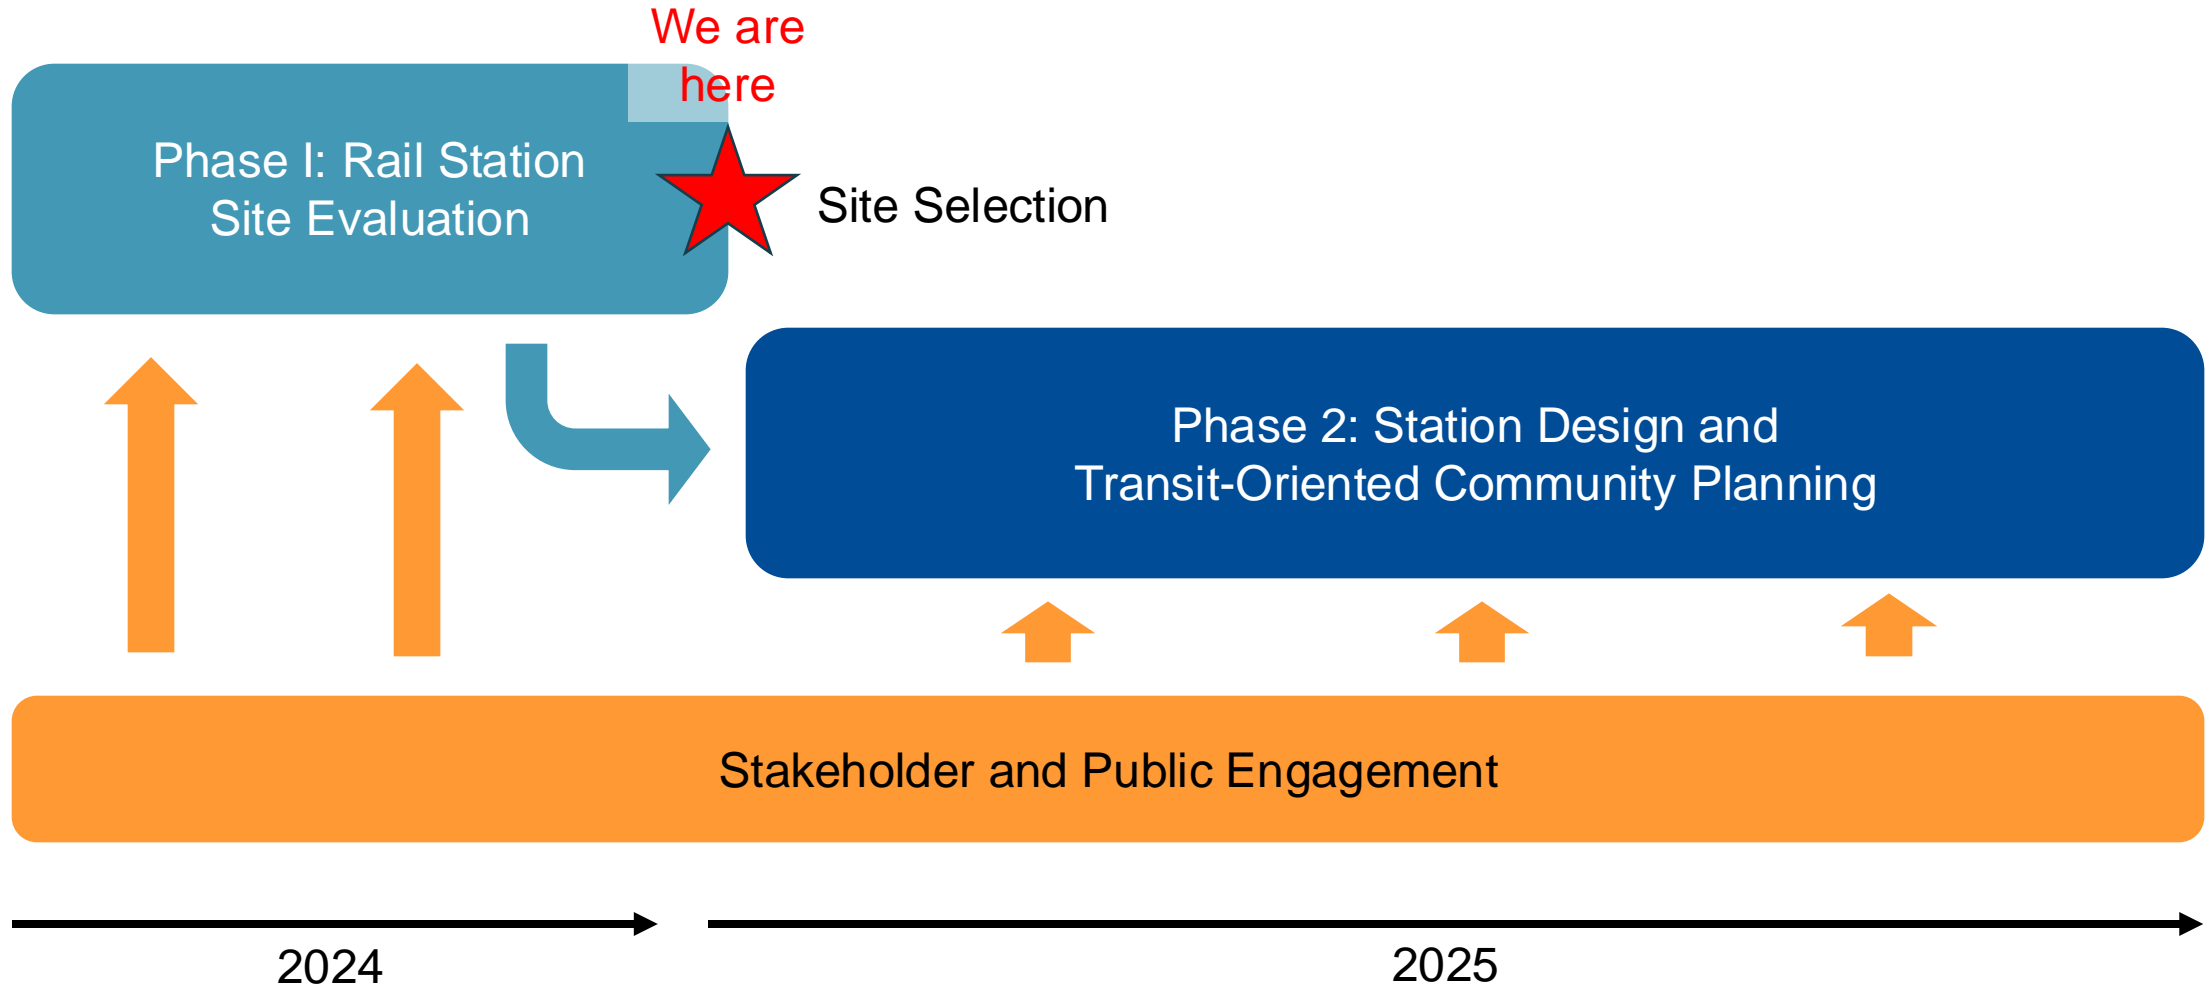 We are
here
Phase I: Rail Station
Site Evaluation
Site Selection
Phase 2: Station Design and
Transit-Oriented Community Planning
Stakeholder and Public Engagement
2024
2025